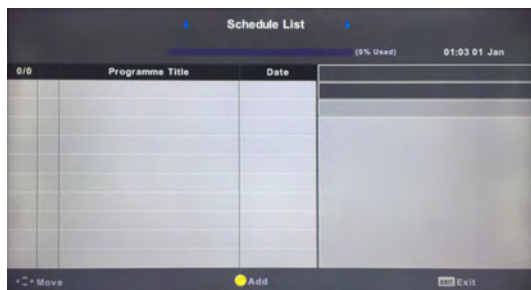 Schedule List
(0% Used)
01:03 01 Jan
0/0 Programme Title Date
Move Add EXIT Exit